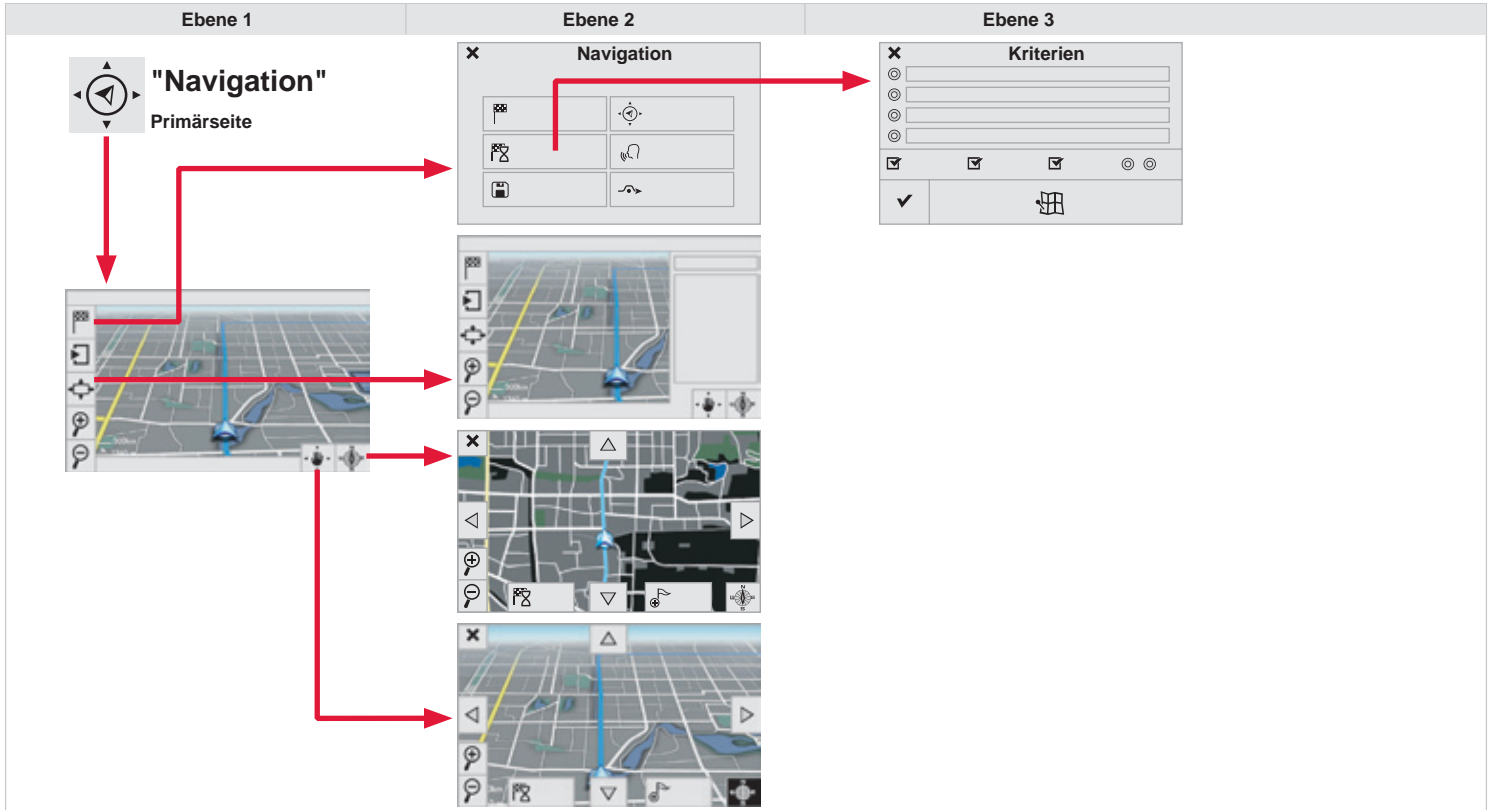 Ebene 1
Ebene 2
Ebene 3
"Navigation"
Primärseite
Navigation
Kriterien